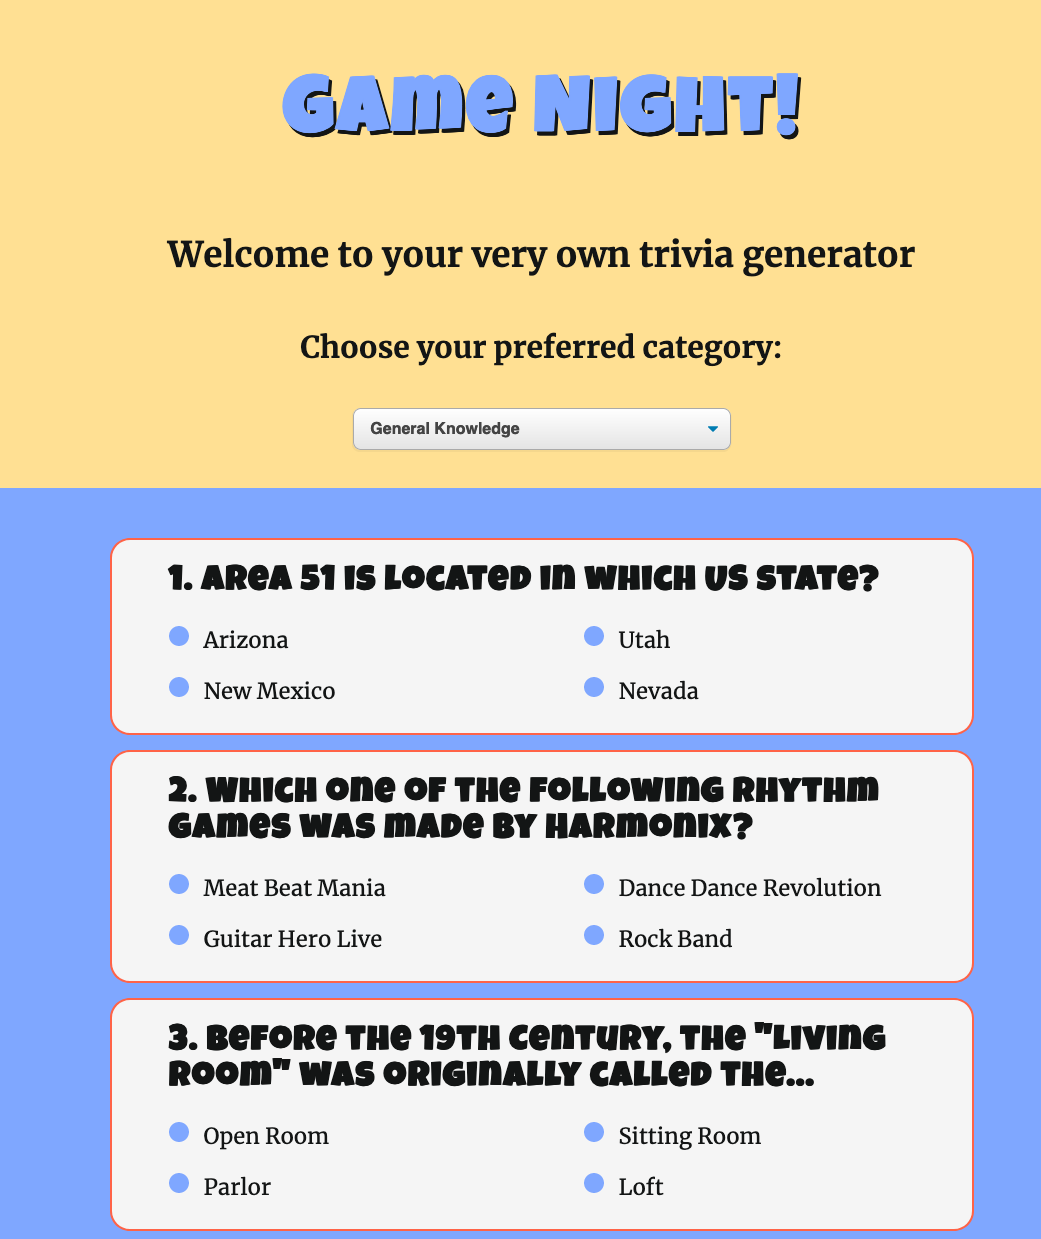 GAME NIGHT!
Welcome to your very own trivia generator
Choose your preferred category:
General Knowledge
1. Area 51 is located in which US state?
Arizona
Utah
New Mexico
Nevada
2. Which one of the following rhythm
games was made by Harmonix?
Meat Beat Mania
Dance Dance Revolution
Guitar Hero Live
Rock Band
3. Before the 19th Century, the "Living
Room" was originally called the...
Open Room
Sitting Room
Parlor
Loft